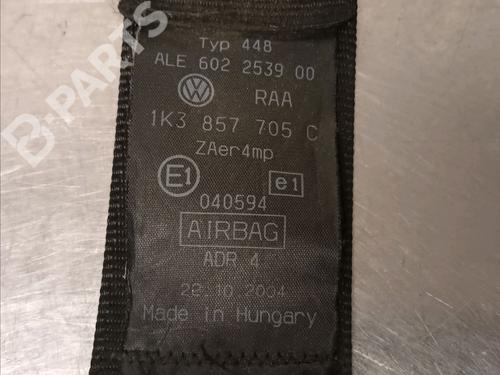 Typ 448
ALE 602 2539 00
RAA
1K3 857 705 C
ZAer4mp
E1 e1
040594
AIRBAG
ADR 4
22.10.2004
Made in Hungary